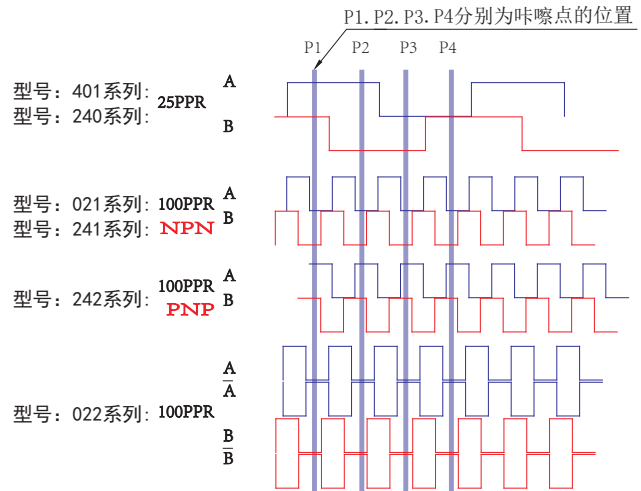 P1.P2.P3.P4分别为咔嚓点的位置
P1 P2 P3 P4
型号: 401系列: 25PPR A
型号: 240系列: B
型号: 021系列: 100PPR A
型号: 241系列: NPN B
型号: 242系列: 100PPR A
PNP B
A
A̅
型号: 022系列: 100PPR
B
B̅